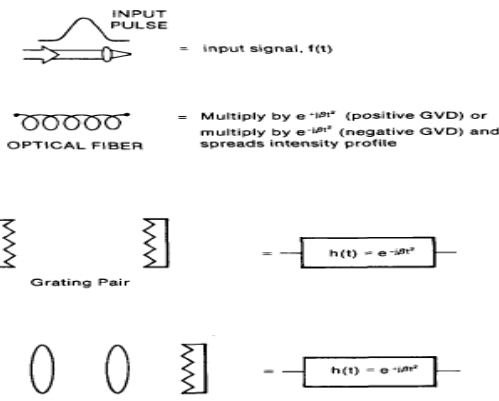 INPUT
PULSE
= input signal, f(t)
= Multiply by e⁺ⁱᵝᵗ² (positive GVD) or
multiply by e⁻ⁱᵝᵗ² (negative GVD) and
spreads intensity profile
OPTICAL FIBER
= h(t) = e⁻ⁱᵝᵗ²
Grating Pair
= h(t) = e⁻ⁱᵝᵗ²